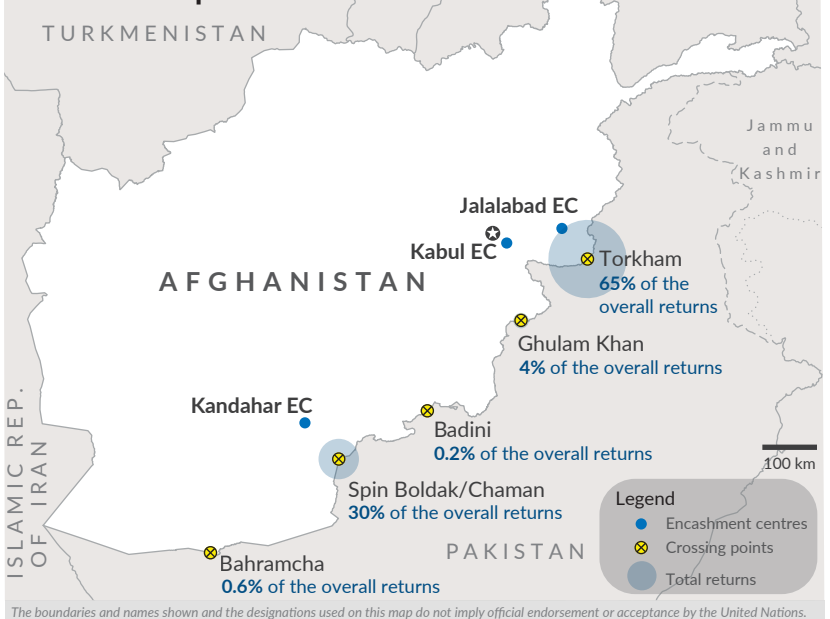 TURKMENISTAN
Jammu
and
Kashmir
Jalalabad EC
Kabul EC
Torkham
AFGHANISTAN
65% of the
overall returns
Ghulam Khan
4% of the overall returns
Kandahar EC
Badini
0.2% of the overall returns
ISLAMIC REP.
OF IRAN
100 km
Spin Boldak/Chaman
30% of the overall returns
Legend
Encashment centres
Crossing points
Total returns
PAKISTAN
Bahramcha
0.6% of the overall returns
The boundaries and names shown and the designations used on this map do not imply official endorsement or acceptance by the United Nations.